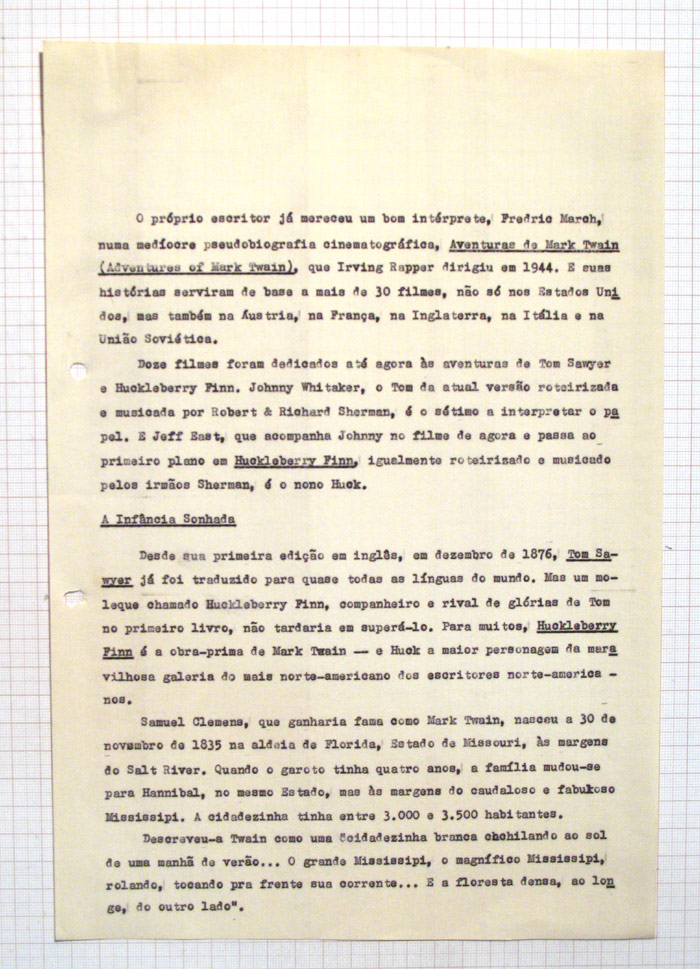 O próprio escritor já mereceu um bom intérprete, Fredric March,
numa medíocre pseudobiografia cinematográfica, Aventuras de Mark Twain
(Adventures of Mark Twain), que Irving Rapper dirigiu em 1944. E suas
histórias serviram de base a mais de 30 filmes, não só nos Estados Uni
dos, mas também na Áustria, na França, na Inglaterra, na Itália e na
União Soviética.
Doze filmes foram dedicados até agora às aventuras de Tom Sawyer
e Huckleberry Finn. Johnny Whitaker, o Tom da atual versão roteirizada
e musicada por Robert & Richard Sherman, é o sétimo a interpretar o pa
pel. E Jeff East, que acompanha Johnny no filme de agora e passa ao
primeiro plano em Huckleberry Finn, igualmente roteirizado e musicado
pelos irmãos Sherman, é o nono Huck.
A Infância Sonhada
Desde sua primeira edição em inglês, em dezembro de 1876, Tom Sa-
wyer já foi traduzido para quase todas as línguas do mundo. Mas um mo-
leque chamado Huckleberry Finn, companheiro e rival de glórias de Tom
no primeiro livro, não tardaria em superá-lo. Para muitos, Huckleberry
Finn é a obra-prima de Mark Twain — e Huck a maior personagem da mara
vilhosa galeria do mais norte-americano dos escritores norte-america -
nos.
Samuel Clemens, que ganharia fama como Mark Twain, nasceu a 30 de
novembro de 1835 na aldeia de Florida, Estado de Missouri, às margens
do Salt River. Quando o garoto tinha quatro anos, a família mudou-se
para Hannibal, no mesmo Estado, mas às margens do caudaloso e fabukoso
Mississipi. A cidadezinha tinha entre 3.000 e 3.500 habitantes.
Descreveu-a Twain como uma "cidadezinha branca chchilando ao sol
de uma manhã de verão... O grande Mississipi, o magnífico Mississipi,
rolando, tocando pra frente sua corrente... E a floresta densa, ao lon
ge, do outro lado".